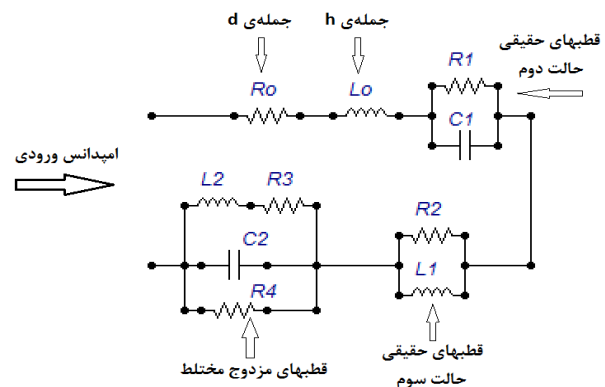 جمله‌ی d
جمله‌ی h
قطبهای حقیقی
حالت دوم
Ro
Lo
R1
C1
امپدانس ورودی
L2
R3
C2
R4
R2
L1
قطبهای مزدوج مختلط
قطبهای حقیقی
حالت سوم